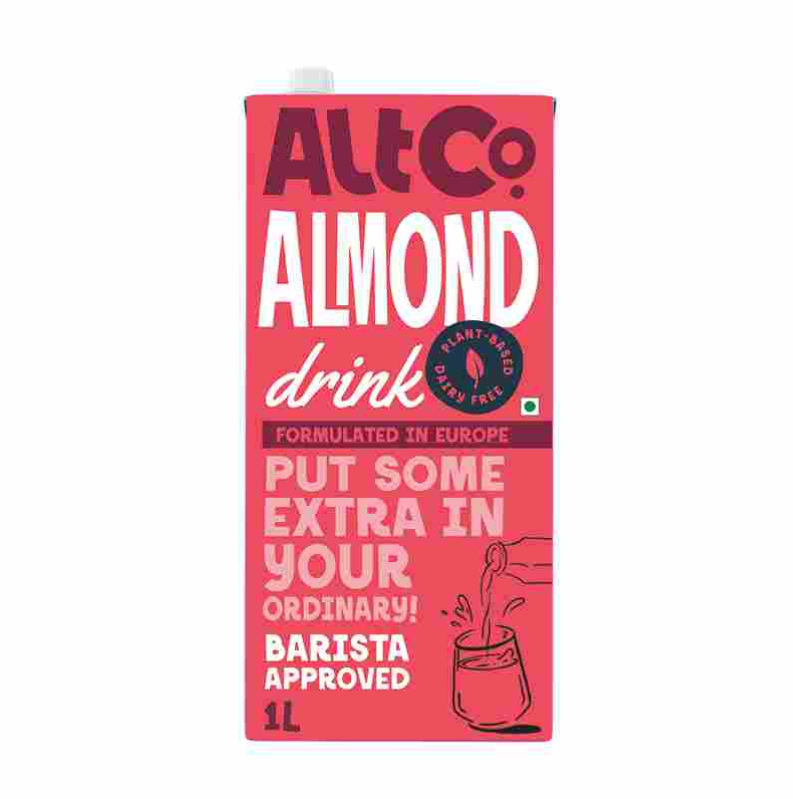 ALtCo.
ALMOND
drink
PLANT-BASED
DAIRY FREE
FORMULATED IN EUROPE
PUT SOME
EXTRA IN
YOUR
ORDINARY!
BARISTA
APPROVED
1L